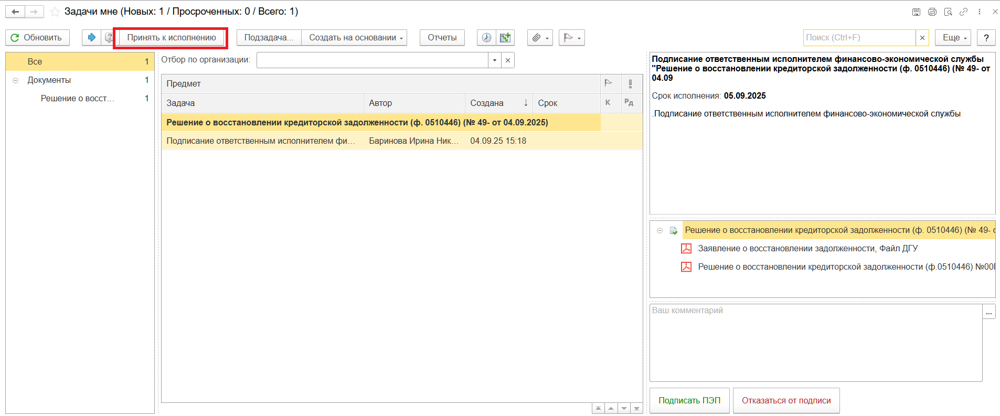 Задачи мне (Новых: 1 / Просроченных: 0 / Всего: 1)
Обновить
Принять к исполнению
Подзадача...
Создать на основании
Отчеты
Поиск (Ctrl+F)
Еще
?
Все 1
Документы 1
Решение о восст... 1
Отбор по организации:
Предмет
Задача Автор Создана ↓ Срок К Рд
Решение о восстановлении кредиторской задолженности (ф. 0510446) (№ 49- от 04.09.2025)
Подписание ответственным исполнителем фи... Баринова Ирина Ник... 04.09.25 15:18
Подписание ответственным исполнителем финансово-экономической службы
"Решение о восстановлении кредиторской задолженности (ф. 0510446) (№ 49- от
04.09
Срок исполнения: 05.09.2025
.Подписание ответственным исполнителем финансово-экономической службы
Решение о восстановлении кредиторской задолженности (ф. 0510446) (№ 49-
Заявление о восстановлении задолженности, Файл ДГУ
Решение о восстановлении кредиторской задолженности (ф.0510446)
Ваш комментарий
...
Подписать ПЭП
Отказаться от подписи